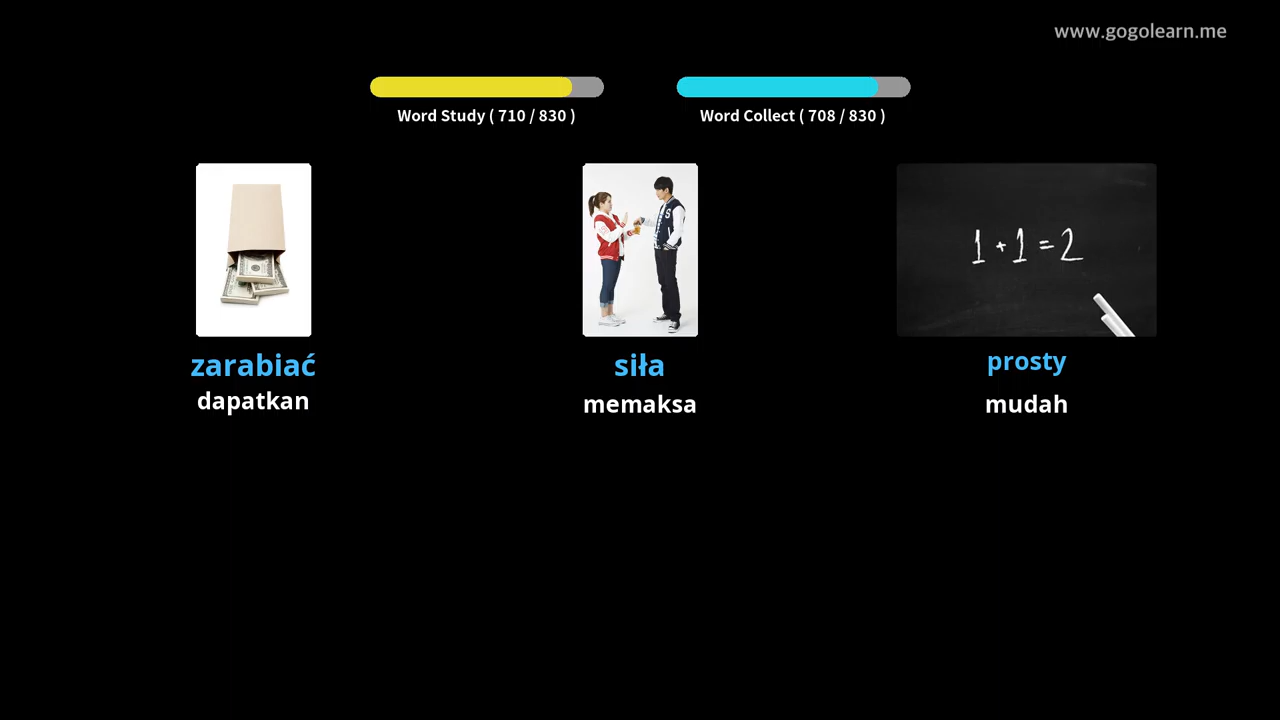 www.gogolearn.me
Word Study ( 710 / 830 )
Word Collect ( 708 / 830 )
S
1 + 1 = 2
zarabiać
siła
prosty
dapatkan
memaksa
mudah